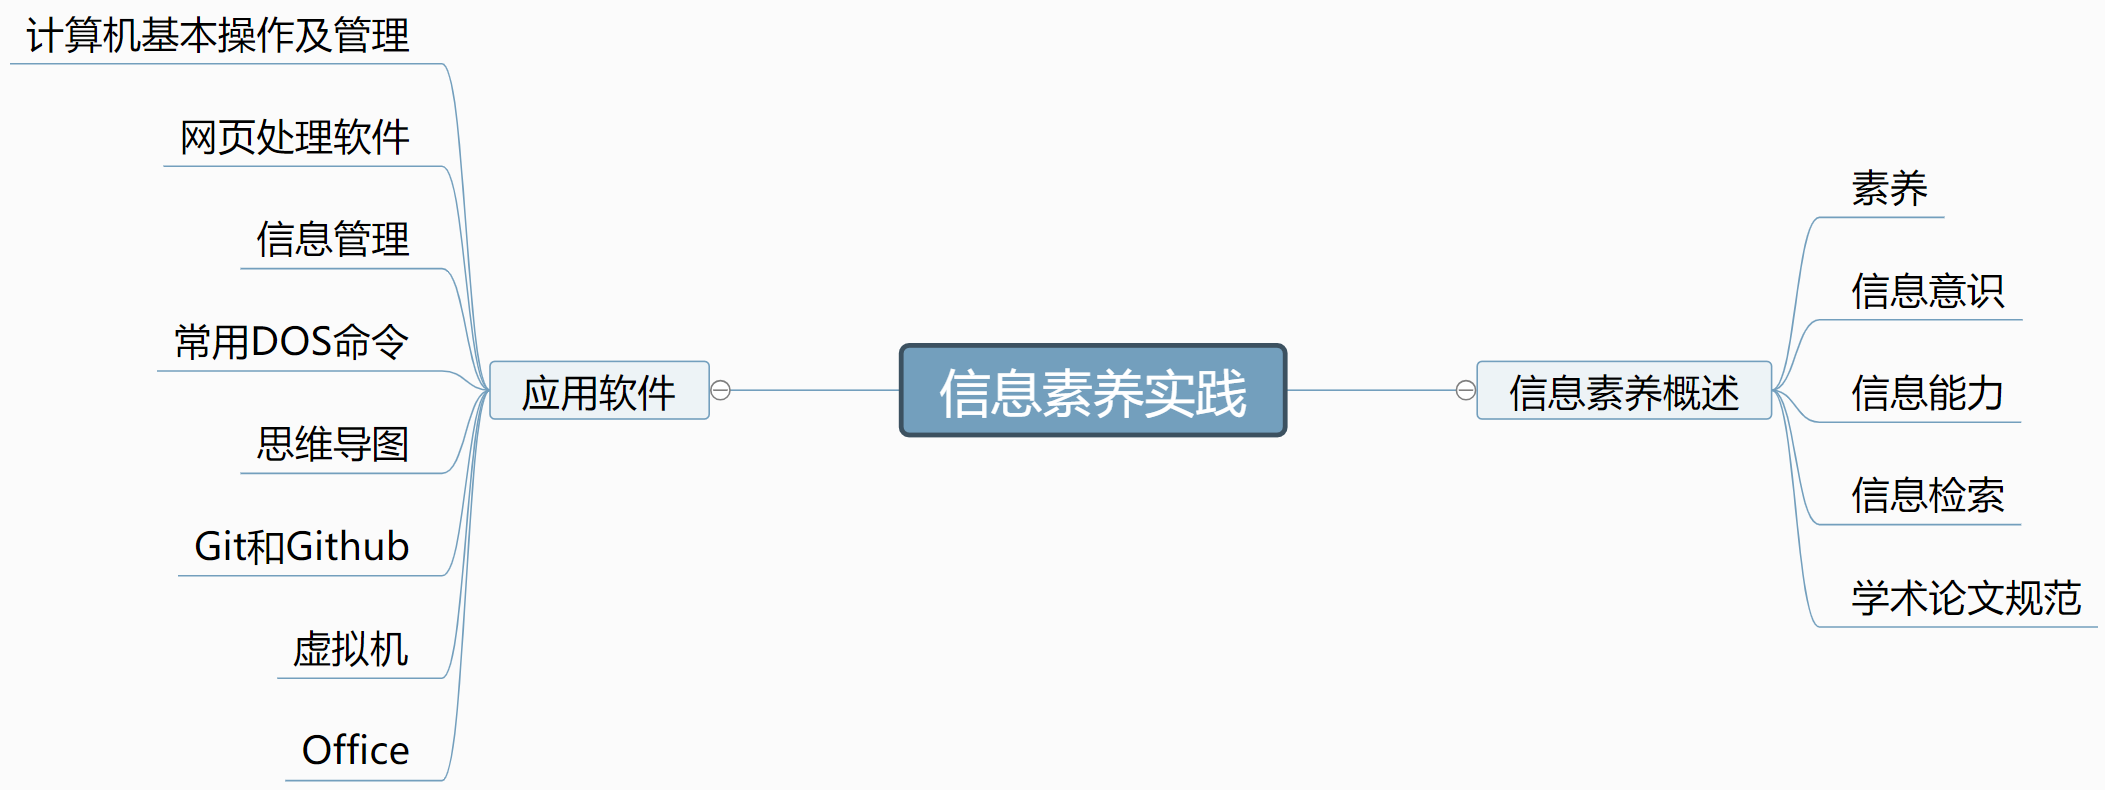 计算机基本操作及管理
网页处理软件
信息管理
常用DOS命令
思维导图
Git和Github
虚拟机
Office
应用软件
信息素养实践
信息素养概述
素养
信息意识
信息能力
信息检索
学术论文规范